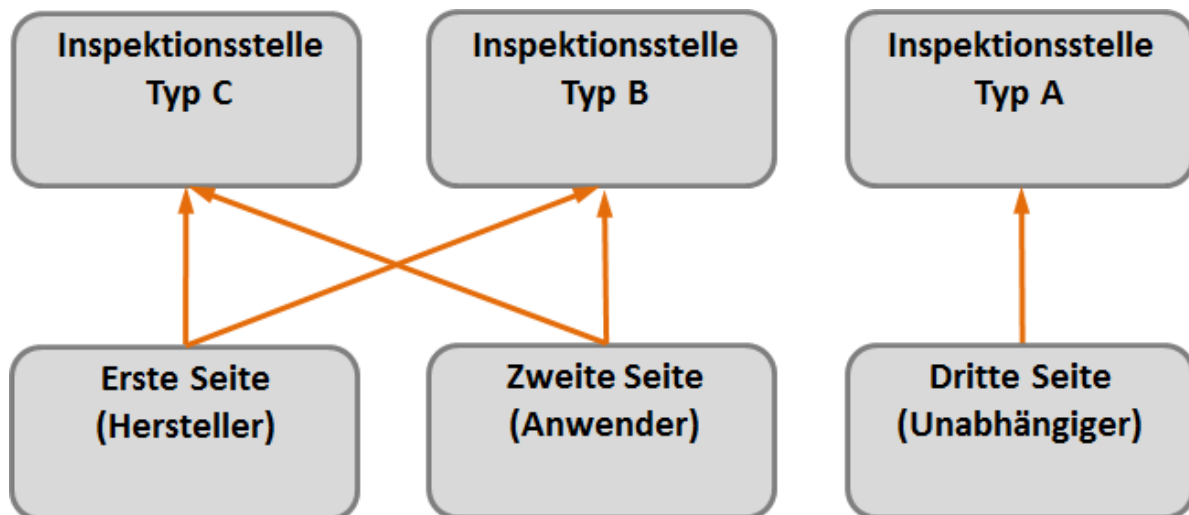 Inspektionsstelle
Typ C
Inspektionsstelle
Typ B
Inspektionsstelle
Typ A
Erste Seite
(Hersteller)
Zweite Seite
(Anwender)
Dritte Seite
(Unabhängiger)